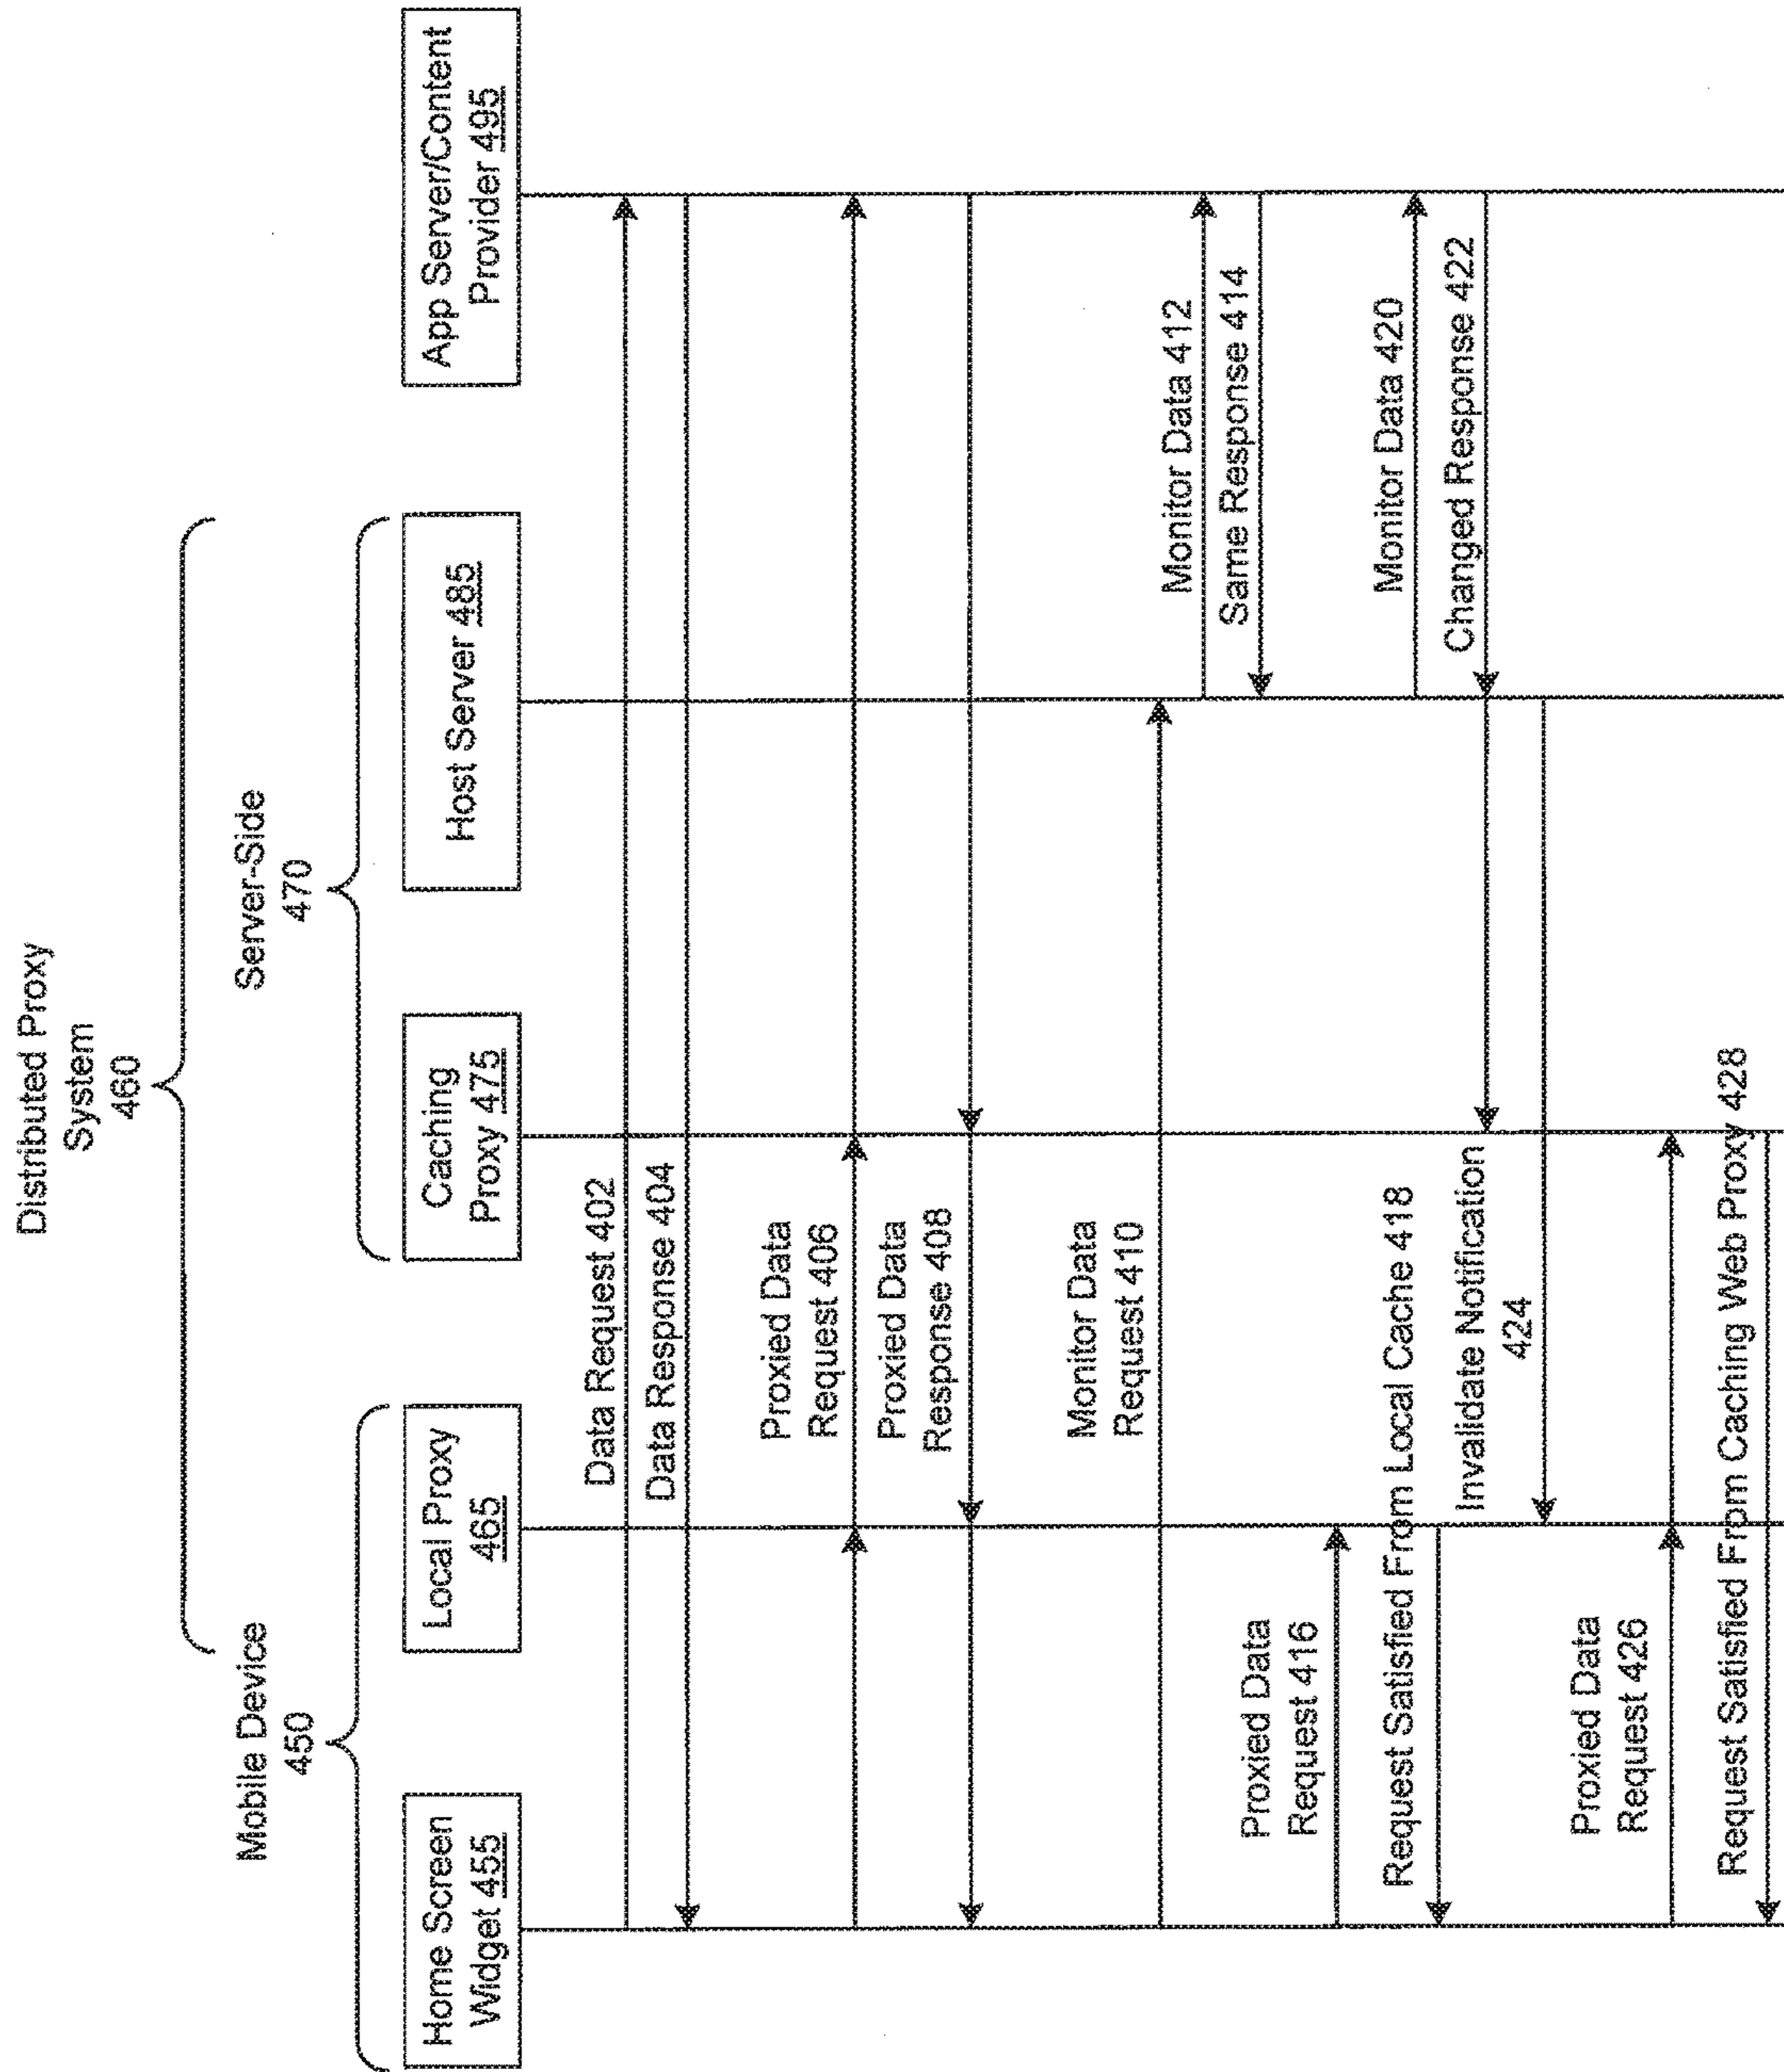 Distributed Proxy
System
460
Mobile Device
450
Server-Side
470
Home Screen
Widget 455
Local Proxy
465
Caching
Proxy 475
Host Server 485
App Server/Content
Provider 495
Data Request 402
Data Response 404
Proxied Data
Request 406
Proxied Data
Response 408
Monitor Data
Request 410
Monitor Data 412
Same Response 414
Proxied Data
Request 416
Request Satisfied From Local Cache 418
Monitor Data 420
Changed Response 422
Invalidate Notification
424
Proxied Data
Request 426
Request Satisfied From Caching Web Proxy 428